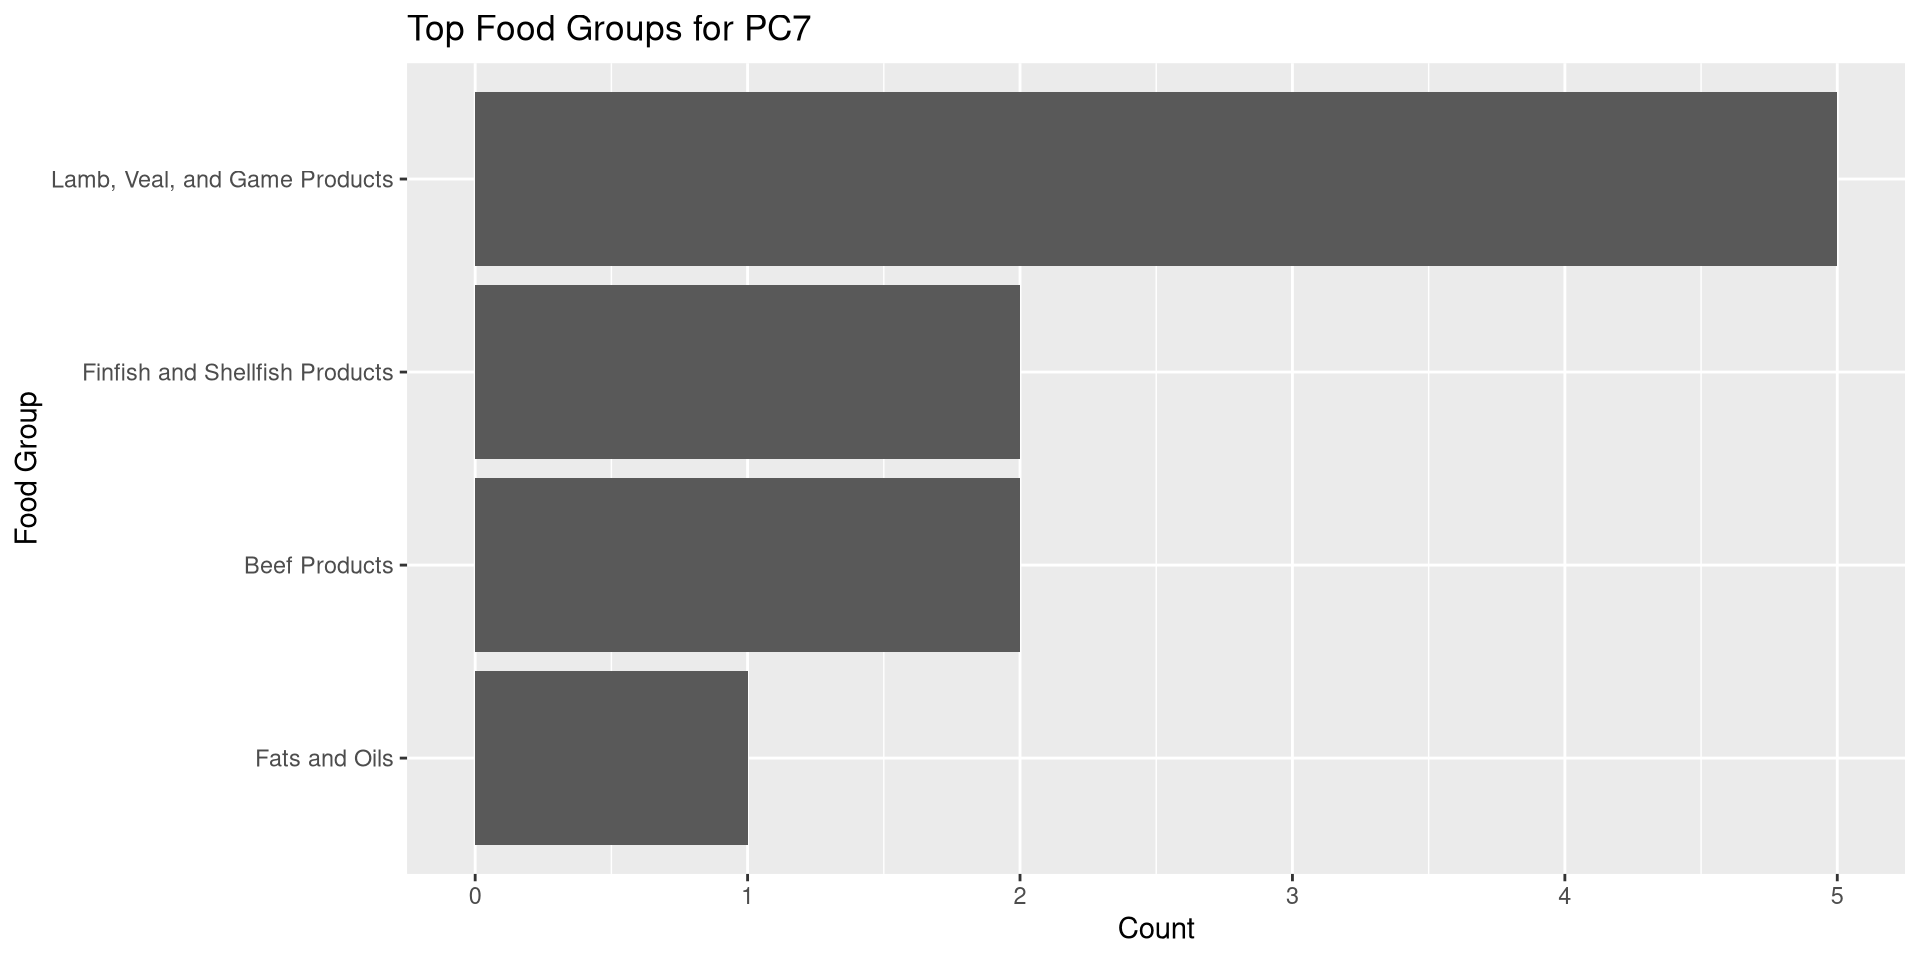 Top Food Groups for PC7
Food Group
Lamb, Veal, and Game Products
Finfish and Shellfish Products
Beef Products
Fats and Oils
0 1 2 3 4 5
Count